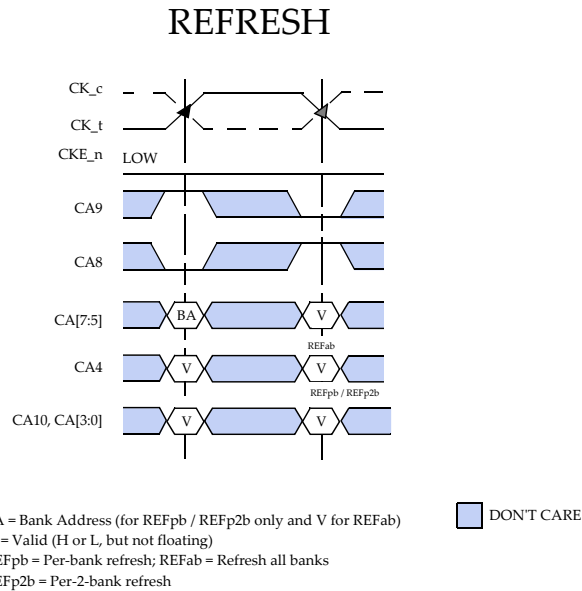 REFRESH
CK_c
CK_t
CKE_n LOW
CA9
CA8
CA[7:5] BA V
REFab
CA4 V V
REFpb / REFp2b
CA10, CA[3:0] V V
= Bank Address (for REFpb / REFp2b only and V for REFab)
DON'T CARE
= Valid (H or L, but not floating)
EFpb = Per-bank refresh; REFab = Refresh all banks
EFp2b = Per-2-bank refresh